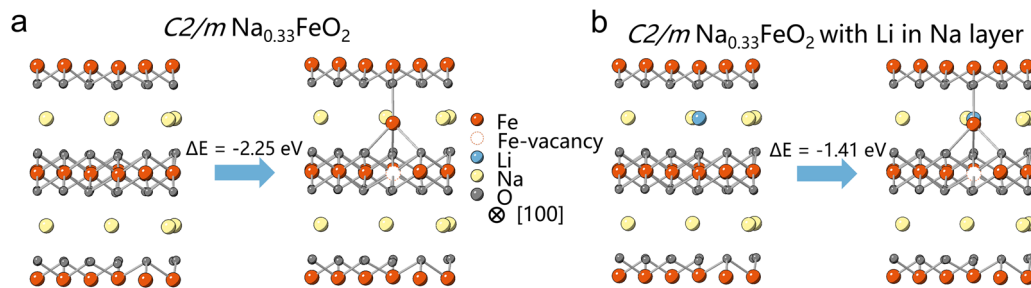 a
C2/m Na0.33FeO2
ΔE = -2.25 eV
Fe
Fe-vacancy
Li
Na
O
⊗ [100]
b
C2/m Na0.33FeO2 with Li in Na layer
ΔE = -1.41 eV